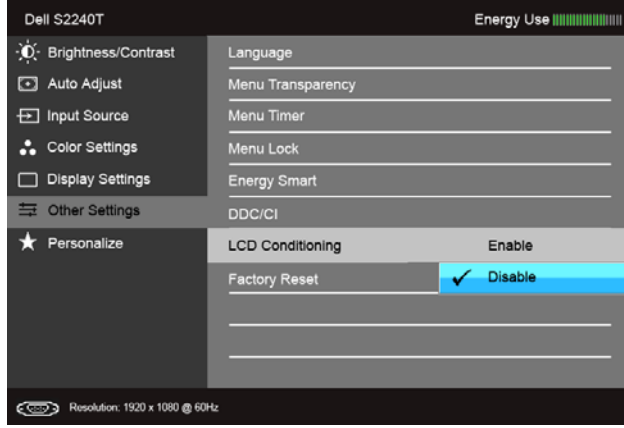 Dell S2240T Energy Use
Brightness/Contrast Language
Auto Adjust Menu Transparency
Input Source Menu Timer
Color Settings Menu Lock
Display Settings Energy Smart
Other Settings DDC/CI
Personalize LCD Conditioning Enable
Factory Reset Disable
Resolution: 1920 x 1080 @ 60Hz